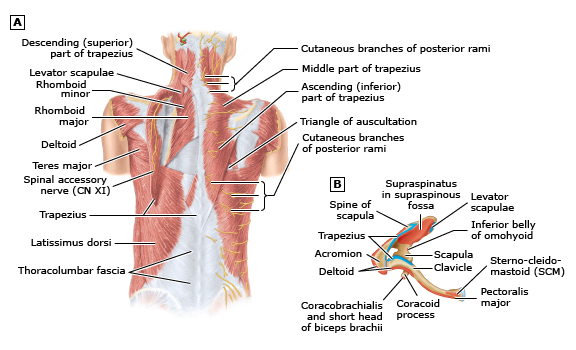 A
Descending (superior)
part of trapezius
Levator scapulae
Rhomboid
minor
Rhomboid
major
Deltoid
Teres major
Spinal accessory
nerve (CN XI)
Trapezius
Latissimus dorsi
Thoracolumbar fascia
Cutaneous branches of posterior rami
Middle part of trapezius
Ascending (inferior)
part of trapezius
Triangle of auscultation
Cutaneous branches
of posterior rami
B
Supraspinatus
in supraspinous
fossa
Spine of
scapula
Levator
scapulae
Trapezius
Inferior belly
of omohyoid
Acromion
Scapula
Deltoid
Clavicle
Sterno-cleido-
mastoid (SCM)
Pectoralis
major
Coracobrachialis
and short head
of biceps brachii
Coracoid
process